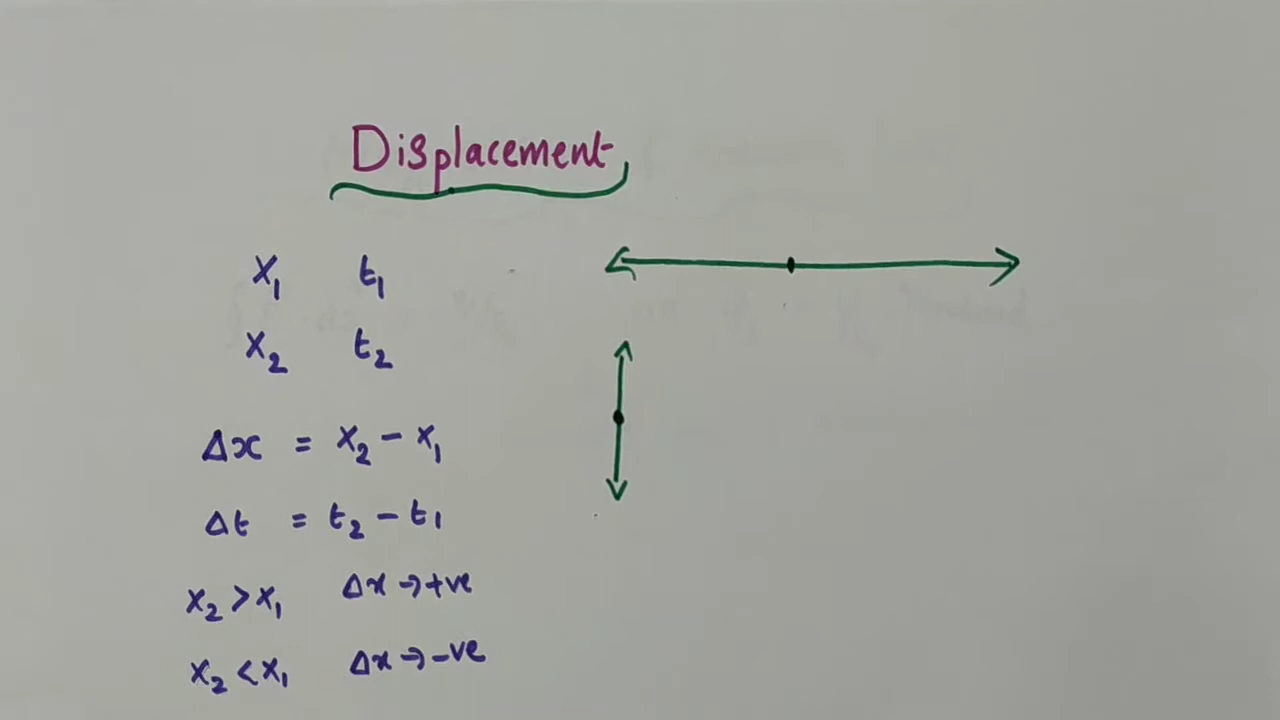 Displacement
x₁ t₁
x₂ t₂
Δx = x₂ − x₁
Δt = t₂ − t₁
x₂ > x₁ Δx → +ve
x₂ < x₁ Δx → −ve